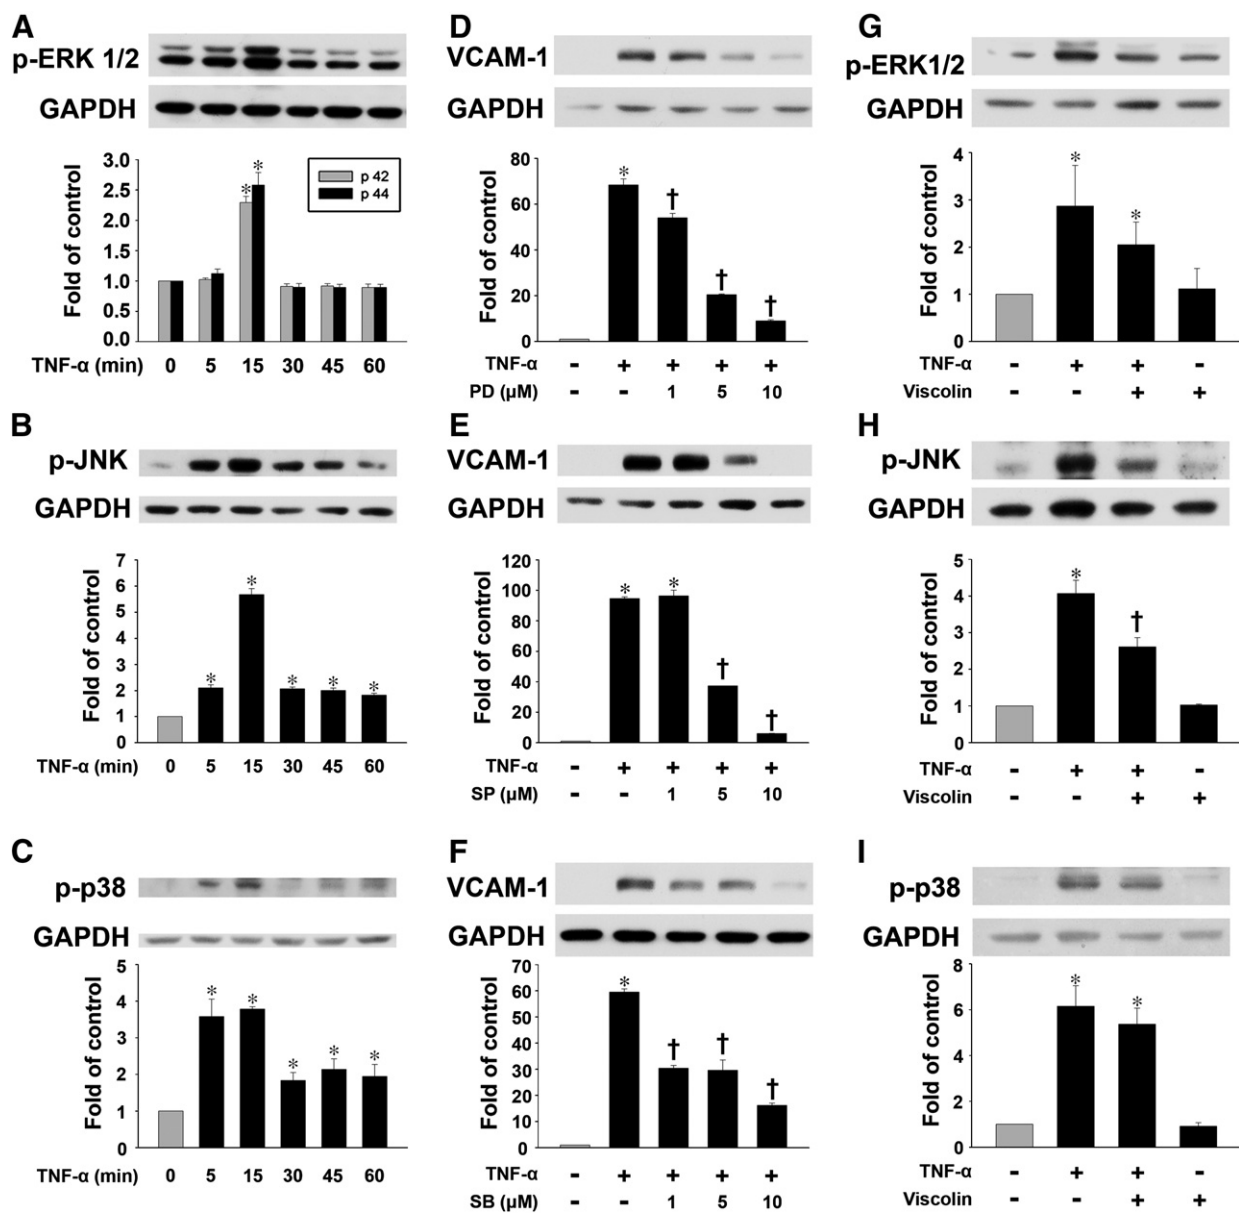 A
p-ERK 1/2
GAPDH
Fold of control
3.0
2.5
2.0
1.5
1.0
0.5
0.0
p 42
p 44
* *
TNF-α (min) 0 5 15 30 45 60
B
p-JNK
GAPDH
Fold of control
7
6
5
4
3
2
1
0
* * * * *
TNF-α (min) 0 5 15 30 45 60
C
p-p38
GAPDH
Fold of control
5
4
3
2
1
0
* * * * *
TNF-α (min) 0 5 15 30 45 60
D
VCAM-1
GAPDH
Fold of control
80
60
40
20
0
* † † †
TNF-α - + + + +
PD (μM) - - 1 5 10
E
VCAM-1
GAPDH
Fold of control
120
100
80
60
40
20
0
* * † †
TNF-α - + + + +
SP (μM) - - 1 5 10
F
VCAM-1
GAPDH
Fold of control
70
60
50
40
30
20
10
0
* † † †
TNF-α - + + + +
SB (μM) - - 1 5 10
G
p-ERK1/2
GAPDH
Fold of control
4
3
2
1
0
* *
TNF-α - + + -
Viscolin - - + +
H
p-JNK
GAPDH
Fold of control
5
4
3
2
1
0
* †
TNF-α - + + -
Viscolin - - + +
I
p-p38
GAPDH
Fold of control
8
6
4
2
0
* *
TNF-α - + + -
Viscolin - - + +